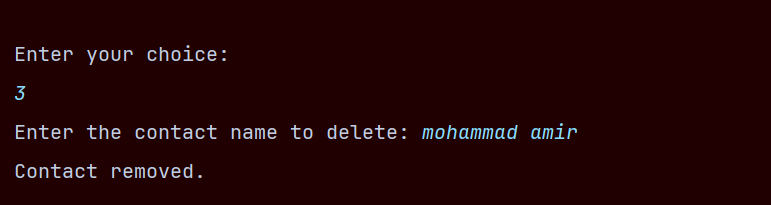 Enter your choice:
3
Enter the contact name to delete: mohammad amir
Contact removed.